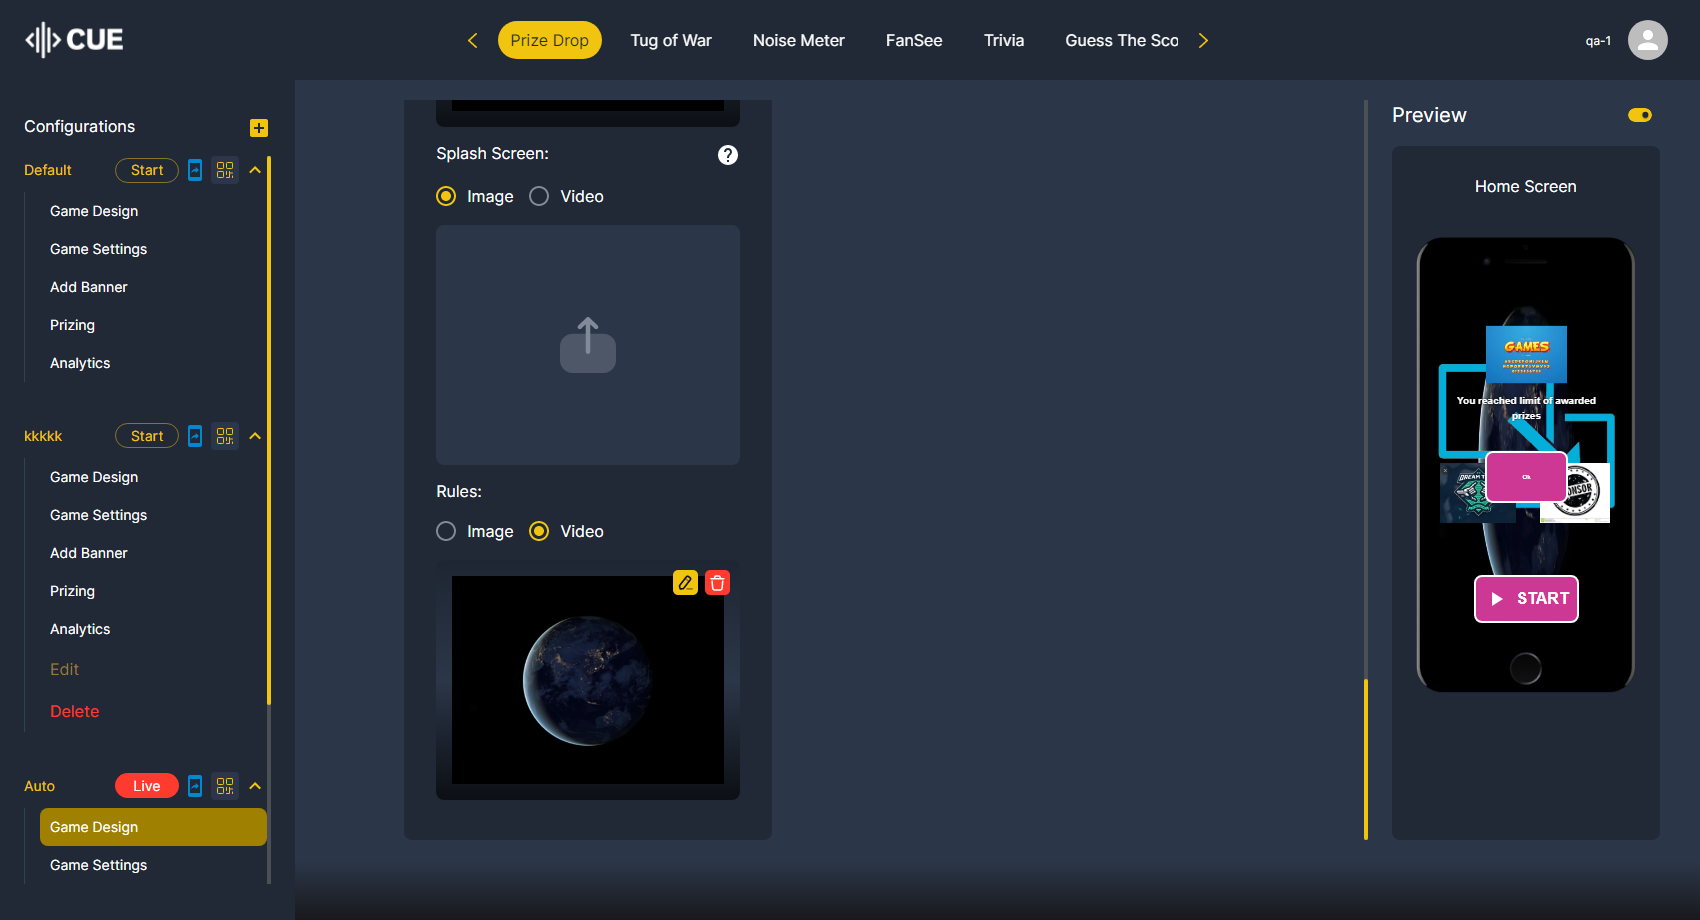 CUE
Prize Drop
Tug of War
Noise Meter
FanSee
Trivia
Guess The Sco
qa-1
Configurations
Default
Start
Game Design
Game Settings
Add Banner
Prizing
Analytics
kkkkk
Start
Game Design
Game Settings
Add Banner
Prizing
Analytics
Edit
Delete
Auto
Live
Game Design
Game Settings
Splash Screen:
?
Image
Video
Rules:
Image
Video
Preview
Home Screen
GAMES
You reached limit of awarded
prizes
DREAM T
Ok
NSOR
START